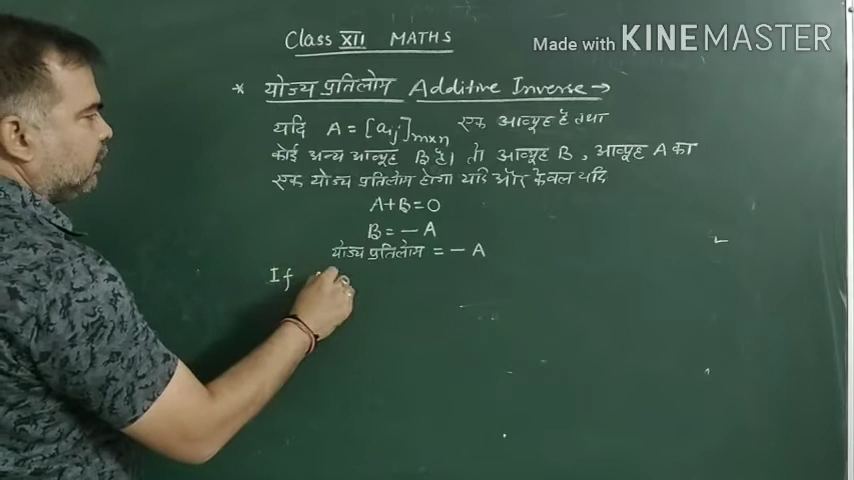 Made with KINEMASTER
Class XII MATHS
* योज्य प्रतिलोम Additive Inverse →
यदि A = [aij]m×n एक आव्यूह है तथा
कोई अन्य आव्यूह B है। तो आव्यूह B, आव्यूह A का
एक योज्य प्रतिलोम होगा यदि और केवल यदि
A+B=0
B = - A
योज्य प्रतिलोम = - A
If